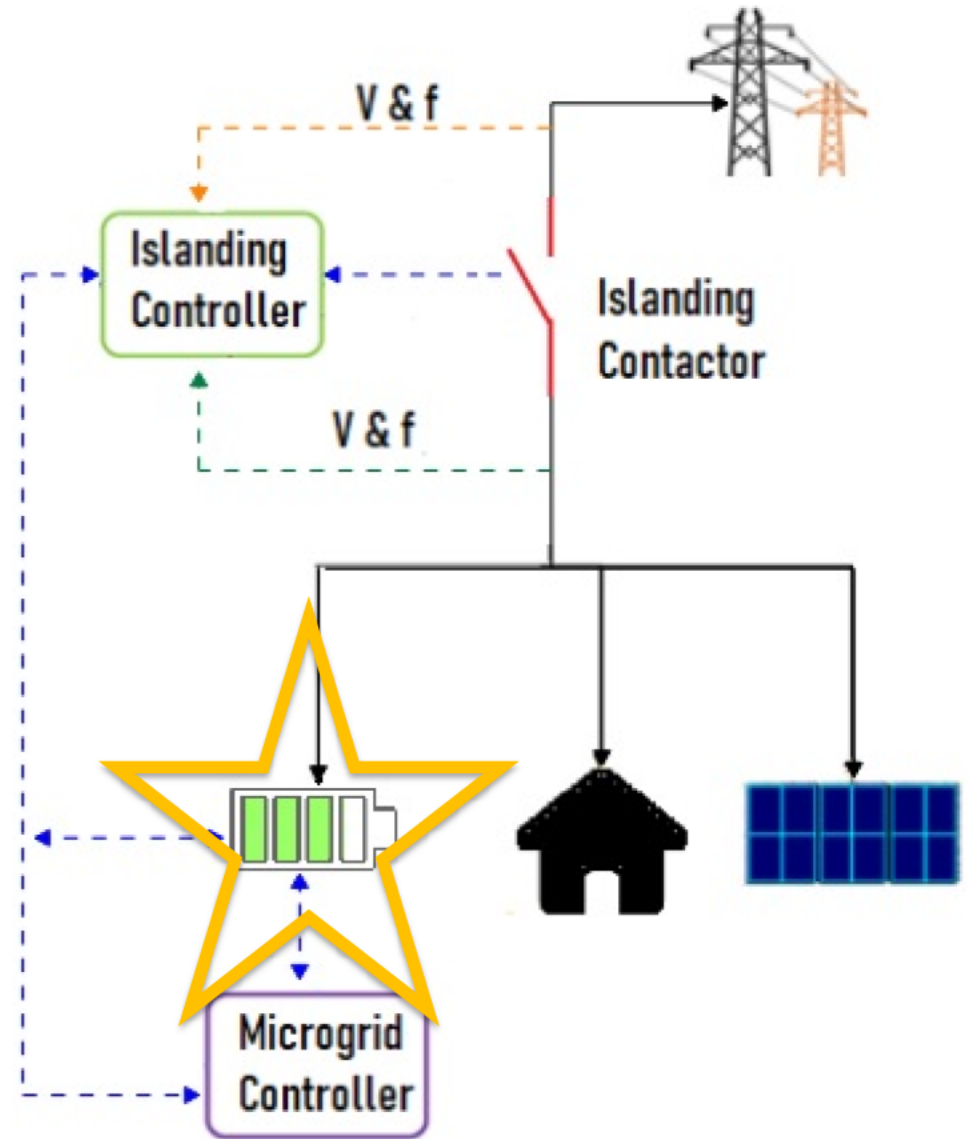 V & f
Islanding
Controller
Islanding
Contactor
V & f
Microgrid
Controller